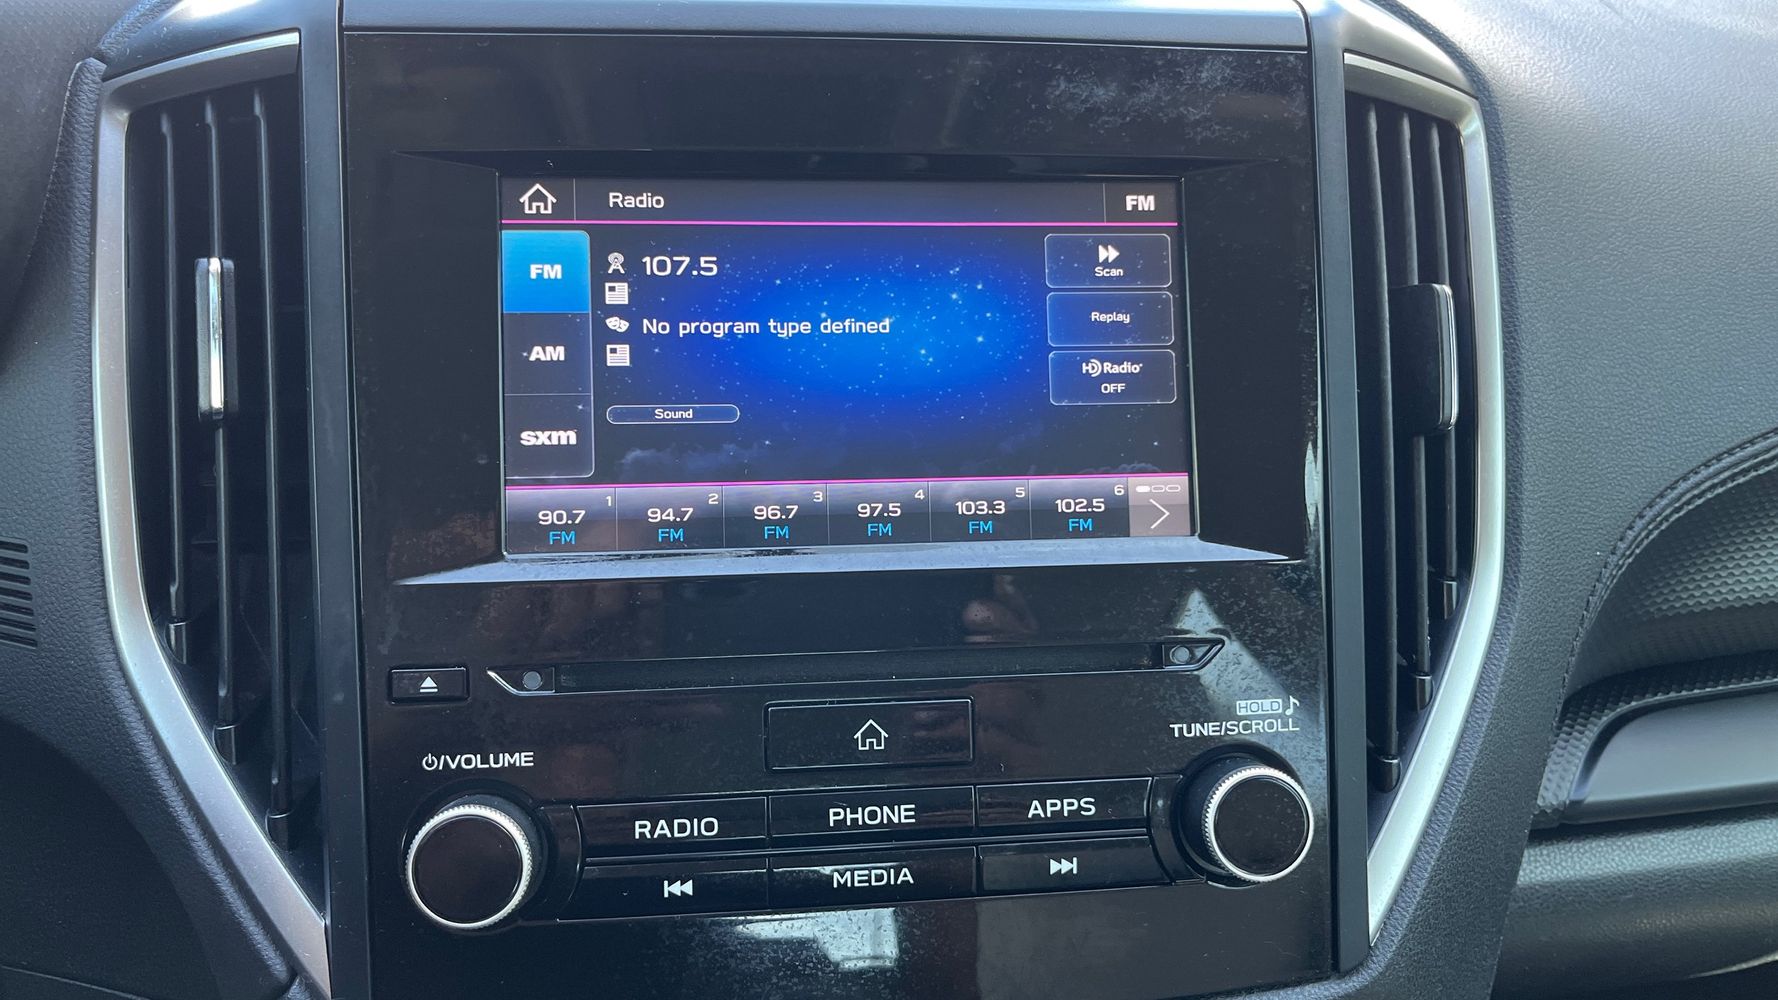 Radio
FM
FM
107.5
Scan
No program type defined
Replay
AM
HD Radio
OFF
Sound
sxm
1
2
3
4
5
6
90.7
94.7
96.7
97.5
103.3
102.5
FM
FM
FM
FM
FM
FM
HOLD
TUNE/SCROLL
/VOLUME
RADIO
PHONE
APPS
MEDIA